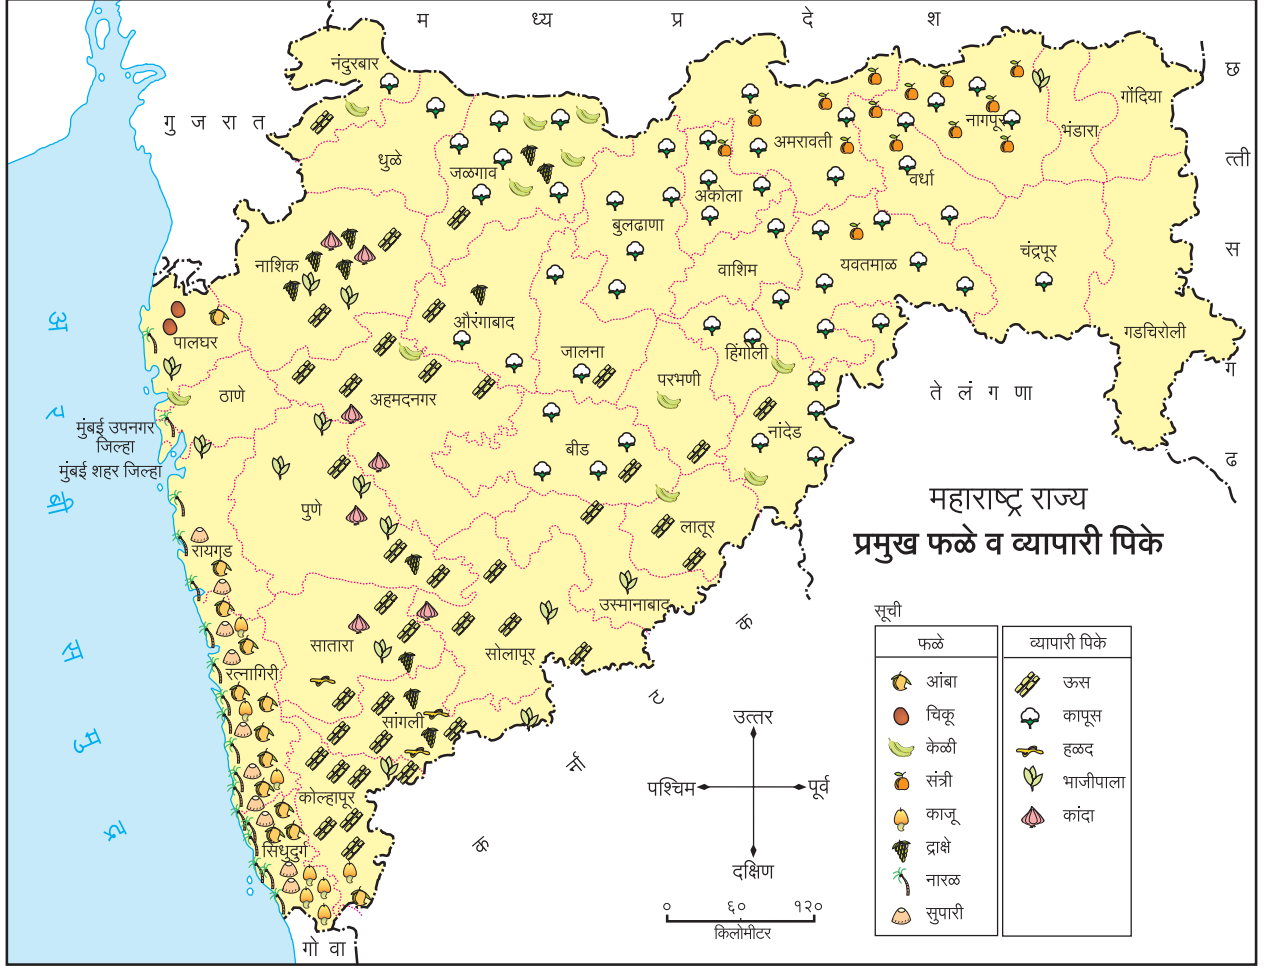 म ध्य प्र दे श
छ
त्ती
स
ग
ढ
गु ज रा त
नंदुरबार
धुळे
जळगाव
बुलढाणा
अकोला
अमरावती
नागपूर
भंडारा
गोंदिया
वर्धा
नाशिक
औरंगाबाद
जालना
वाशिम
यवतमाळ
चंद्रपूर
गडचिरोली
पालघर
ठाणे
अहमदनगर
परभणी
हिंगोली
नांदेड
ते लं ग णा
मुंबई उपनगर
जिल्हा
मुंबई शहर जिल्हा
बीड
पुणे
लातूर
रायगड
उस्मानाबाद
सातारा
सोलापूर
रत्नागिरी
सांगली
कोल्हापूर
सिंधुदुर्ग
गो वा
अ र बी स मु द्र
क र्ना ट क
महाराष्ट्र राज्य
प्रमुख फळे व व्यापारी पिके
सूची
फळे
आंबा
चिकू
केळी
संत्री
काजू
द्राक्षे
नारळ
सुपारी
व्यापारी पिके
ऊस
कापूस
हळद
भाजीपाला
कांदा
उत्तर
पश्चिम
पूर्व
दक्षिण
० ६० १२०
किलोमीटर